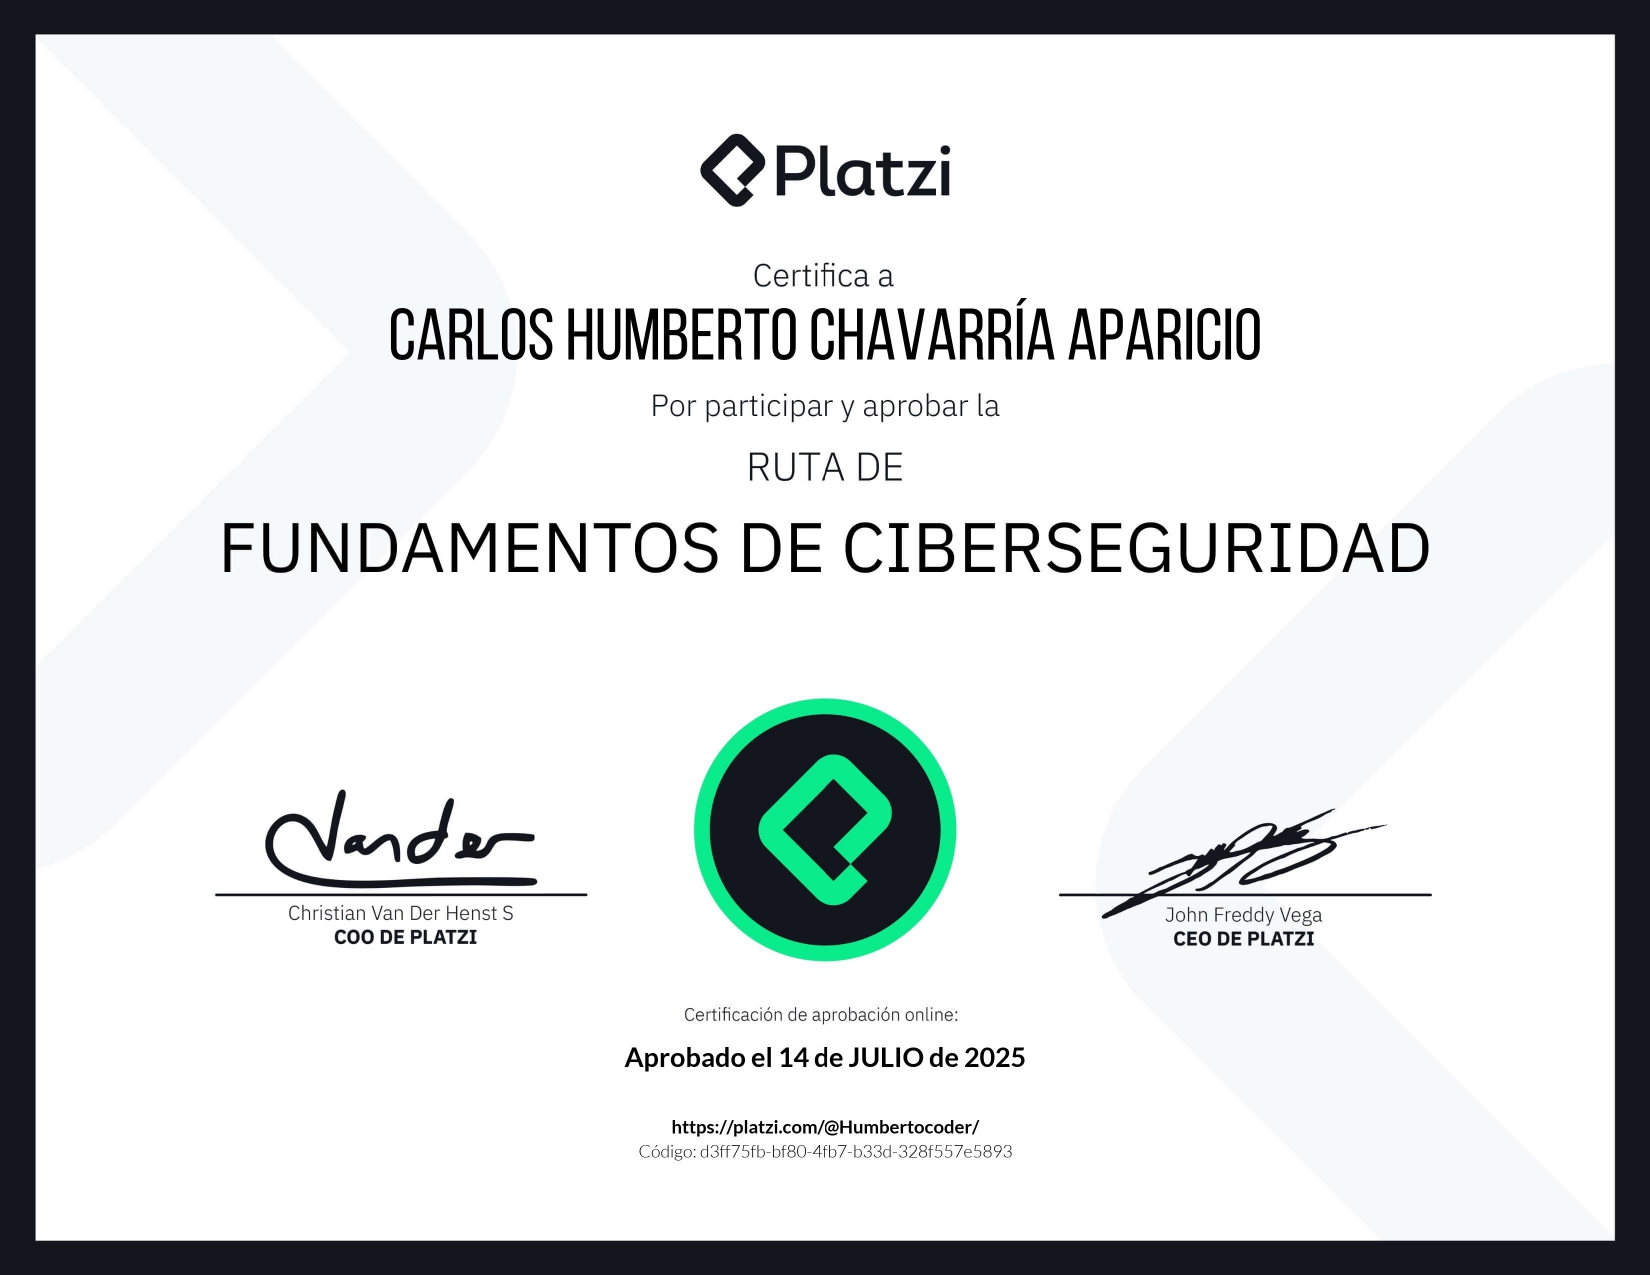 Platzi
Certifica a
CARLOS HUMBERTO CHAVARRÍA APARICIO
Por participar y aprobar la
RUTA DE
FUNDAMENTOS DE CIBERSEGURIDAD
Vander
Christian Van Der Henst S
COO DE PLATZI
John Freddy Vega
CEO DE PLATZI
Certificación de aprobación online:
Aprobado el 14 de JULIO de 2025
https://platzi.com/@Humbertocoder/
Código: d3ff75fb-bf80-4fb7-b33d-328f557e5893